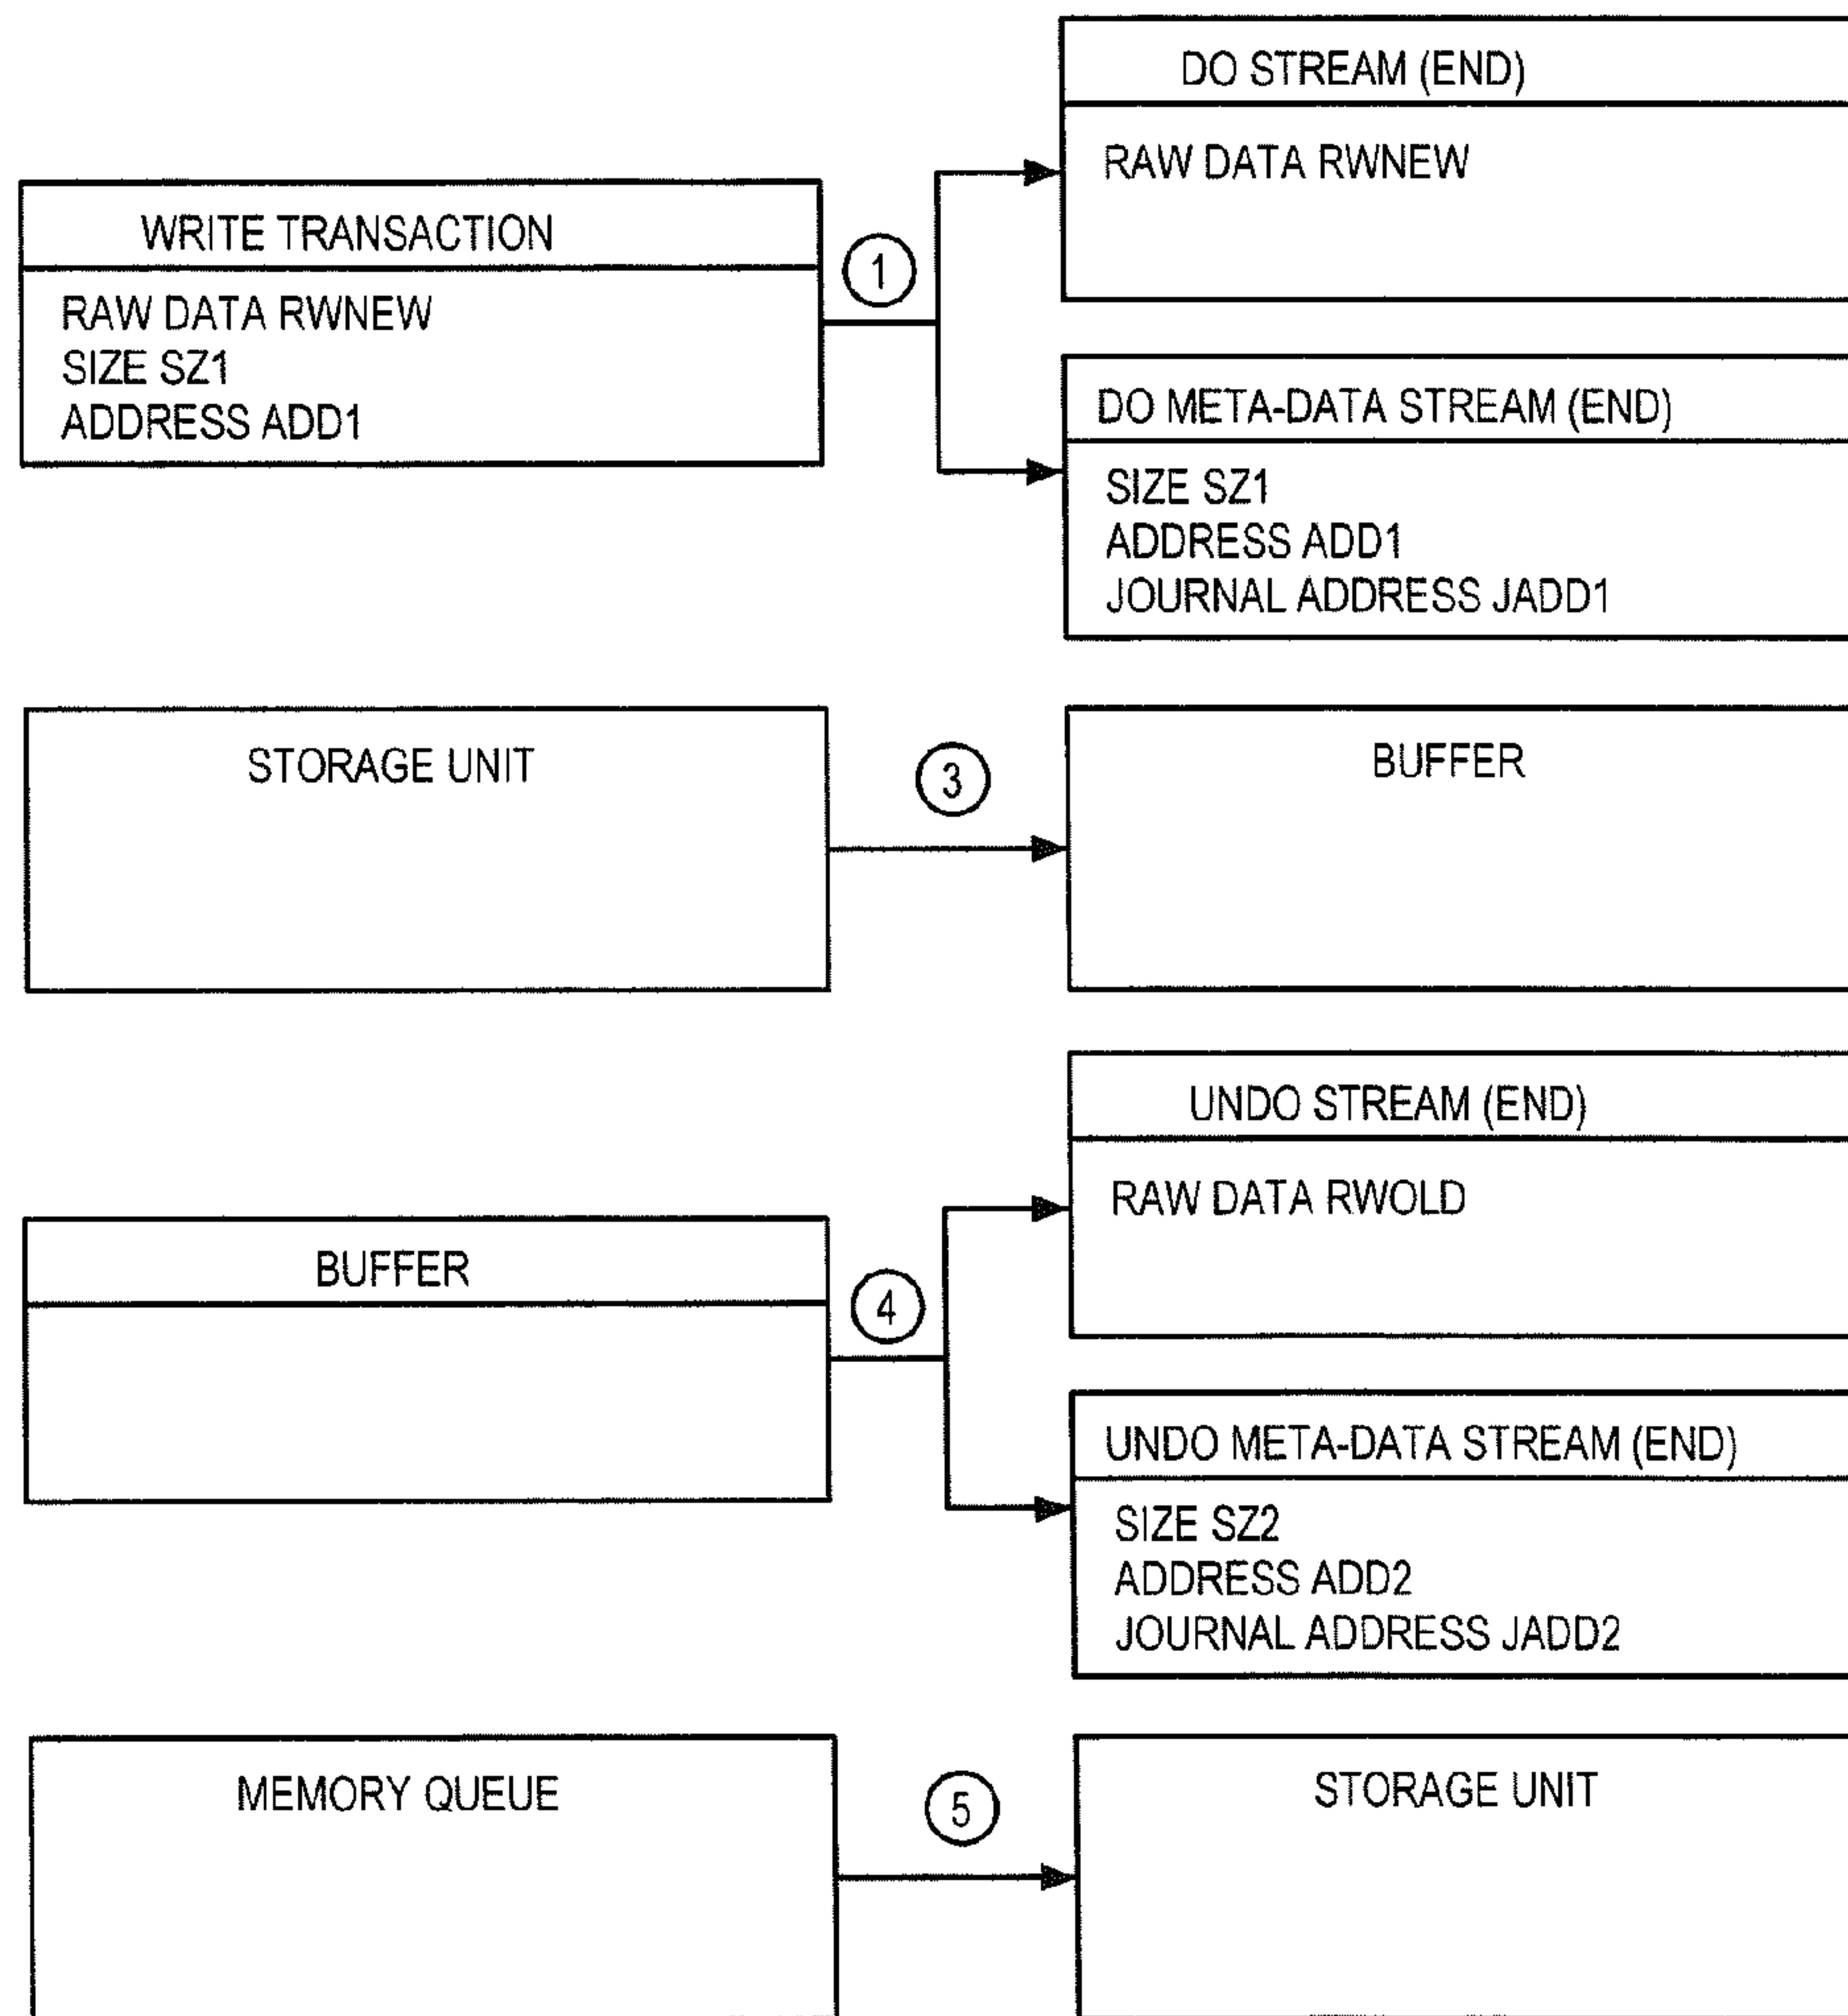 DO STREAM (END)
RAW DATA RWNEW
WRITE TRANSACTION
RAW DATA RWNEW
SIZE SZ1
ADDRESS ADD1
1
DO META-DATA STREAM (END)
SIZE SZ1
ADDRESS ADD1
JOURNAL ADDRESS JADD1
STORAGE UNIT
3
BUFFER
UNDO STREAM (END)
RAW DATA RWOLD
BUFFER
4
UNDO META-DATA STREAM (END)
SIZE SZ2
ADDRESS ADD2
JOURNAL ADDRESS JADD2
MEMORY QUEUE
5
STORAGE UNIT